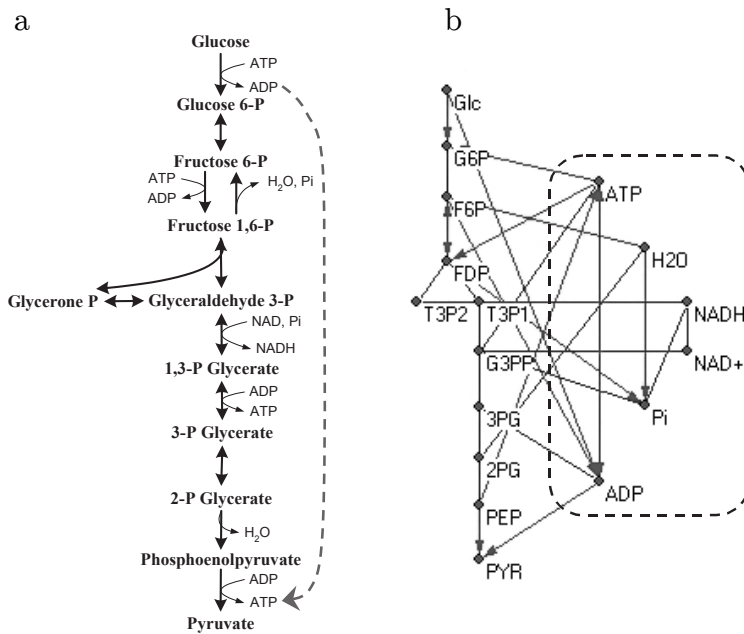 a
Glucose
ATP
ADP
Glucose 6-P
Fructose 6-P
ATP
ADP
H2O, Pi
Fructose 1,6-P
Glycerone P
Glyceraldehyde 3-P
NAD, Pi
NADH
1,3-P Glycerate
ADP
ATP
3-P Glycerate
2-P Glycerate
H2O
Phosphoenolpyruvate
ADP
ATP
Pyruvate
b
Glc
G6P
ATP
F6P
H2O
FDP
T3P2
T3P1
NADH
G3PP
NAD+
Pi
3PG
2PG
ADP
PEP
PYR